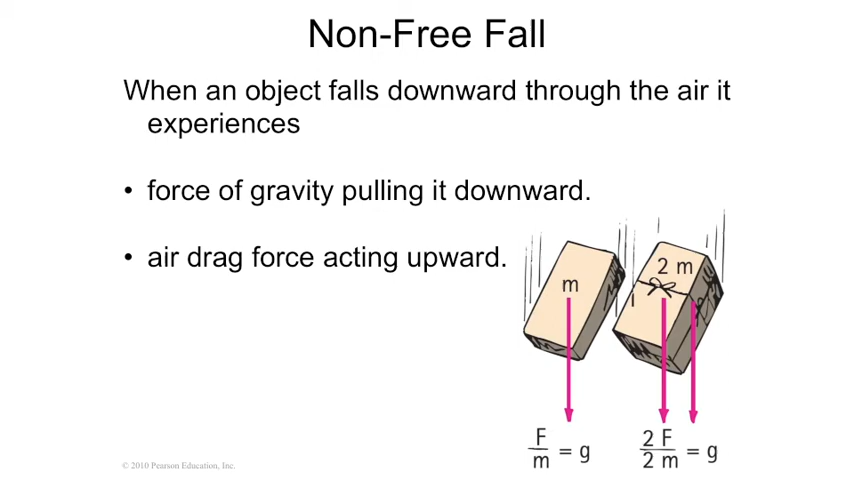 Non-Free Fall
When an object falls downward through the air it
experiences
• force of gravity pulling it downward.
• air drag force acting upward.
m
2 m
F
m
= g
2 F
2 m
= g
© 2010 Pearson Education, Inc.